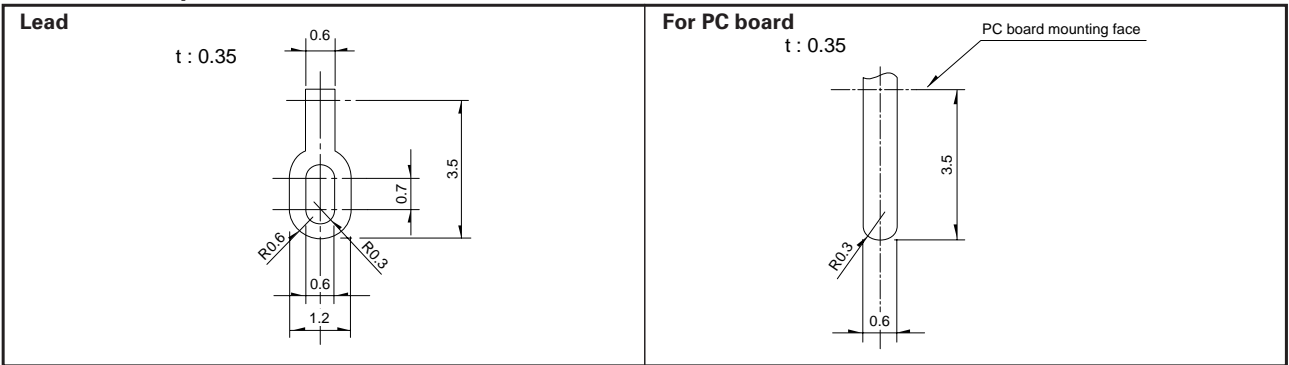 Lead
t : 0.35
0.6
3.5
0.7
R0.6
R0.3
0.6
1.2
For PC board
t : 0.35
PC board mounting face
3.5
R0.3
0.6